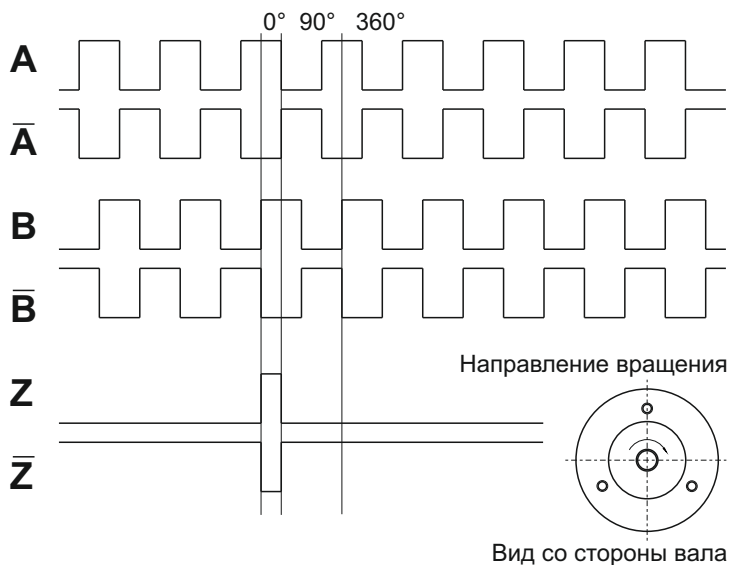 0° 90° 360°
A
A̅
B
B̅
Z
Z̅
Направление вращения
Вид со стороны вала